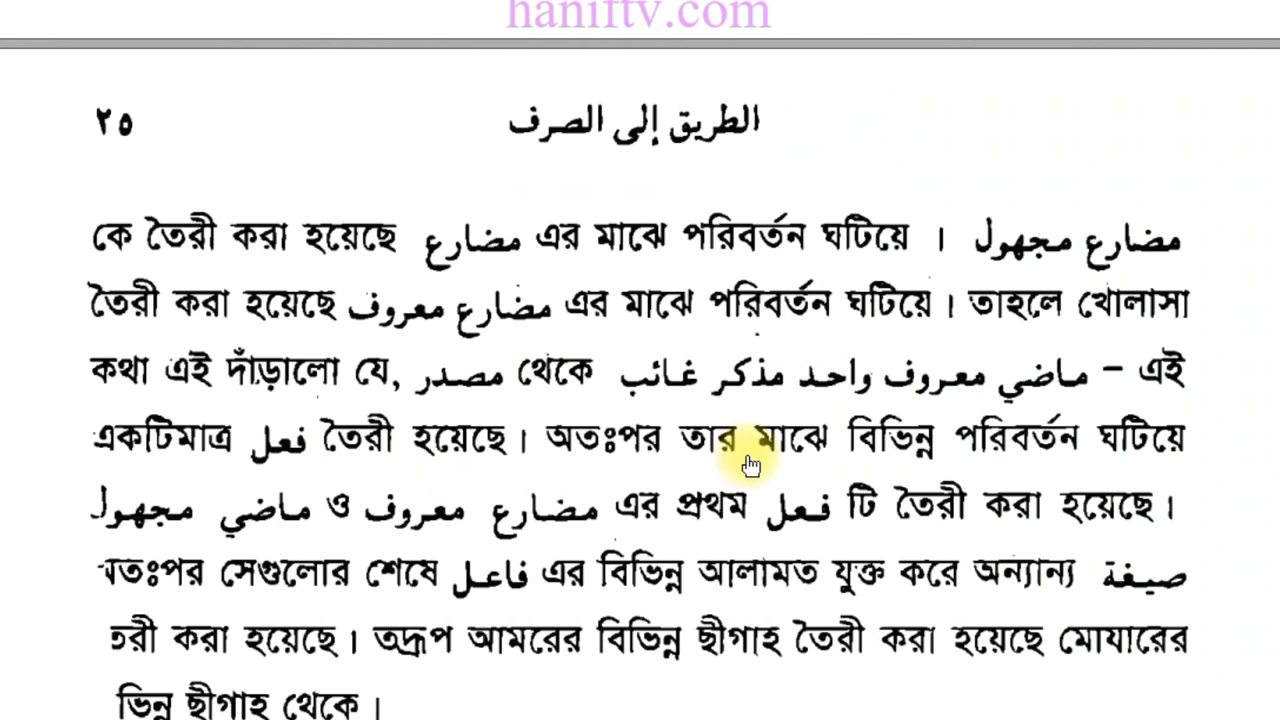 haniftv.com
٢٥ الطريق إلى الصرف
কে তৈরী করা হয়েছে مضارع এর মাঝে পরিবর্তন ঘটিয়ে । مضارع مجهول
তৈরী করা হয়েছে مضارع معروف এর মাঝে পরিবর্তন ঘটিয়ে। তাহলে খোলাসা
কথা এই দাঁড়ালো যে, مصدر থেকে ماضي معروف واحد مذكر غائب – এই
একটিমাত্র فعل তৈরী হয়েছে। অতঃপর তার মাঝে বিভিন্ন পরিবর্তন ঘটিয়ে
ماضي مجهول ও مضارع معروف এর প্রথম فعل টি তৈরী করা হয়েছে।
তঃপর সেগুলোর শেষে فاعل এর বিভিন্ন আলামত যুক্ত করে অন্যান্য صيغة
রী করা হয়েছে। তদ্রূপ আমরের বিভিন্ন ছীগাহ তৈরী করা হয়েছে মোযারের
ভিন্ন ছীগাহ থেকে।